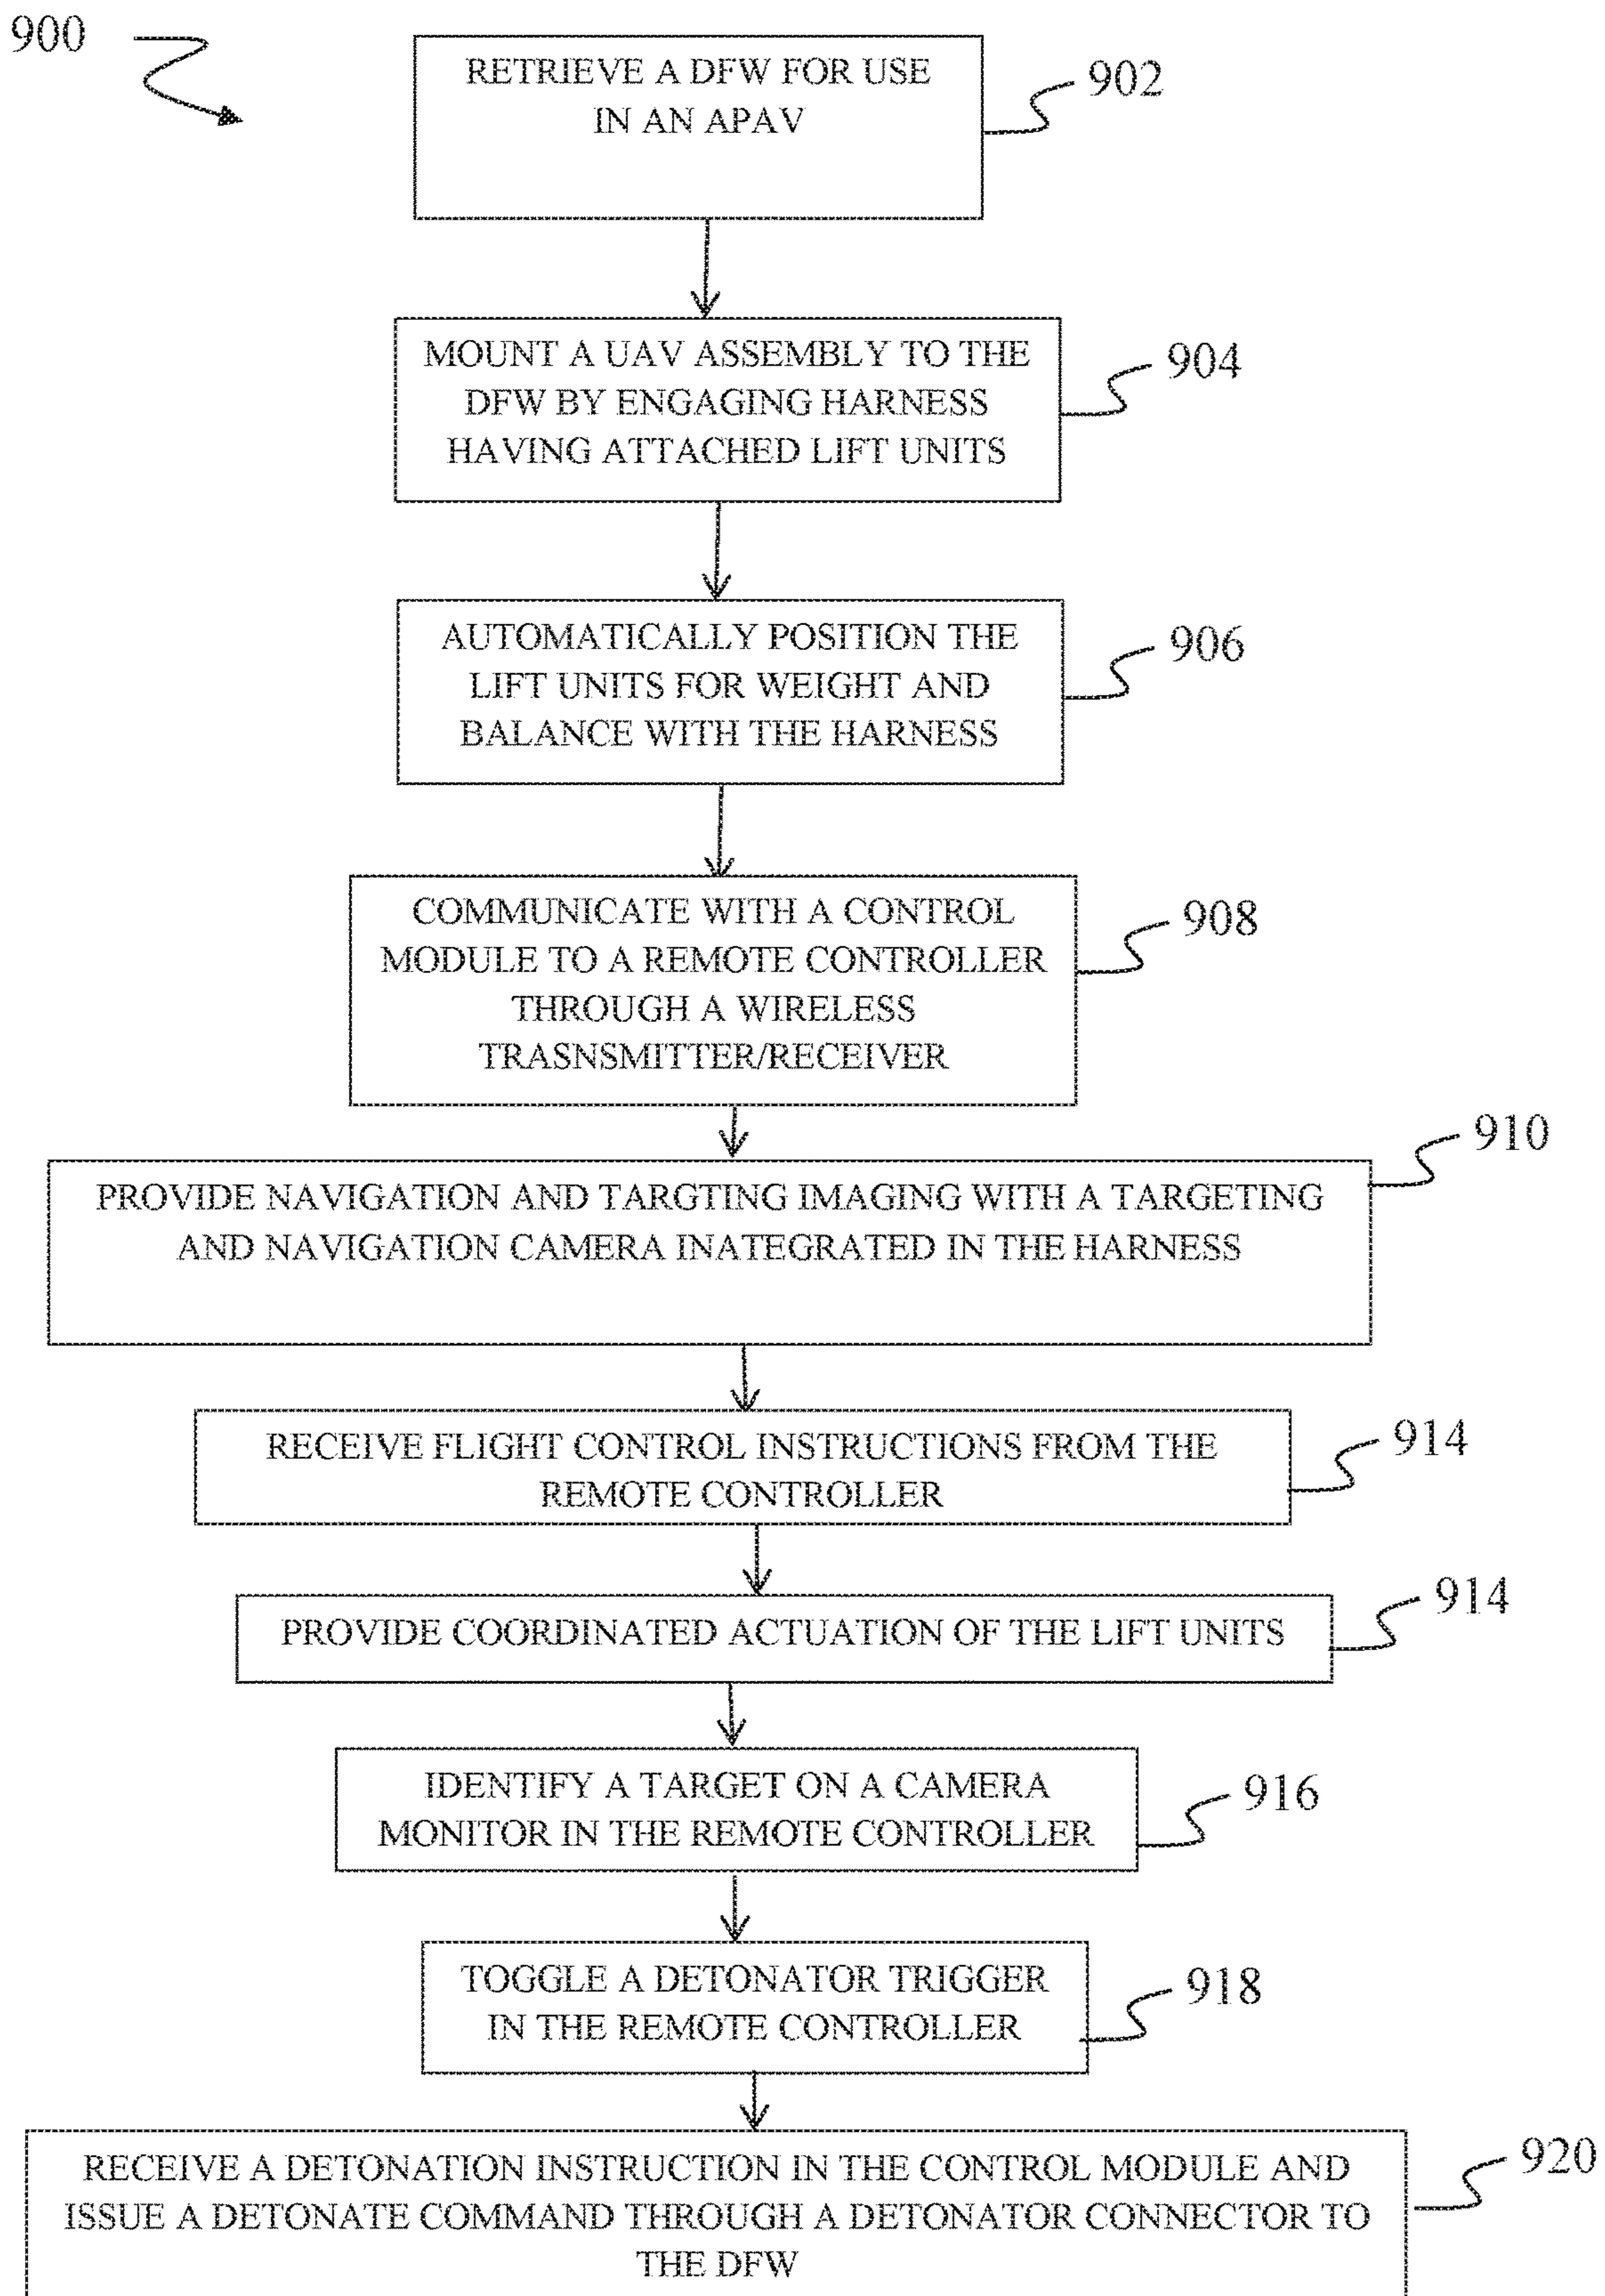 900
RETRIEVE A DFW FOR USE
IN AN APAV
902
MOUNT A UAV ASSEMBLY TO THE
DFW BY ENGAGING HARNESS
HAVING ATTACHED LIFT UNITS
904
AUTOMATICALLY POSITION THE
LIFT UNITS FOR WEIGHT AND
BALANCE WITH THE HARNESS
906
COMMUNICATE WITH A CONTROL
MODULE TO A REMOTE CONTROLLER
THROUGH A WIRELESS
TRASNSMITTER/RECEIVER
908
PROVIDE NAVIGATION AND TARGTING IMAGING WITH A TARGETING
AND NAVIGATION CAMERA INATEGRATED IN THE HARNESS
910
RECEIVE FLIGHT CONTROL INSTRUCTIONS FROM THE
REMOTE CONTROLLER
914
PROVIDE COORDINATED ACTUATION OF THE LIFT UNITS
914
IDENTIFY A TARGET ON A CAMERA
MONITOR IN THE REMOTE CONTROLLER
916
TOGGLE A DETONATOR TRIGGER
IN THE REMOTE CONTROLLER
918
RECEIVE A DETONATION INSTRUCTION IN THE CONTROL MODULE AND
ISSUE A DETONATE COMMAND THROUGH A DETONATOR CONNECTOR TO
THE DFW
920